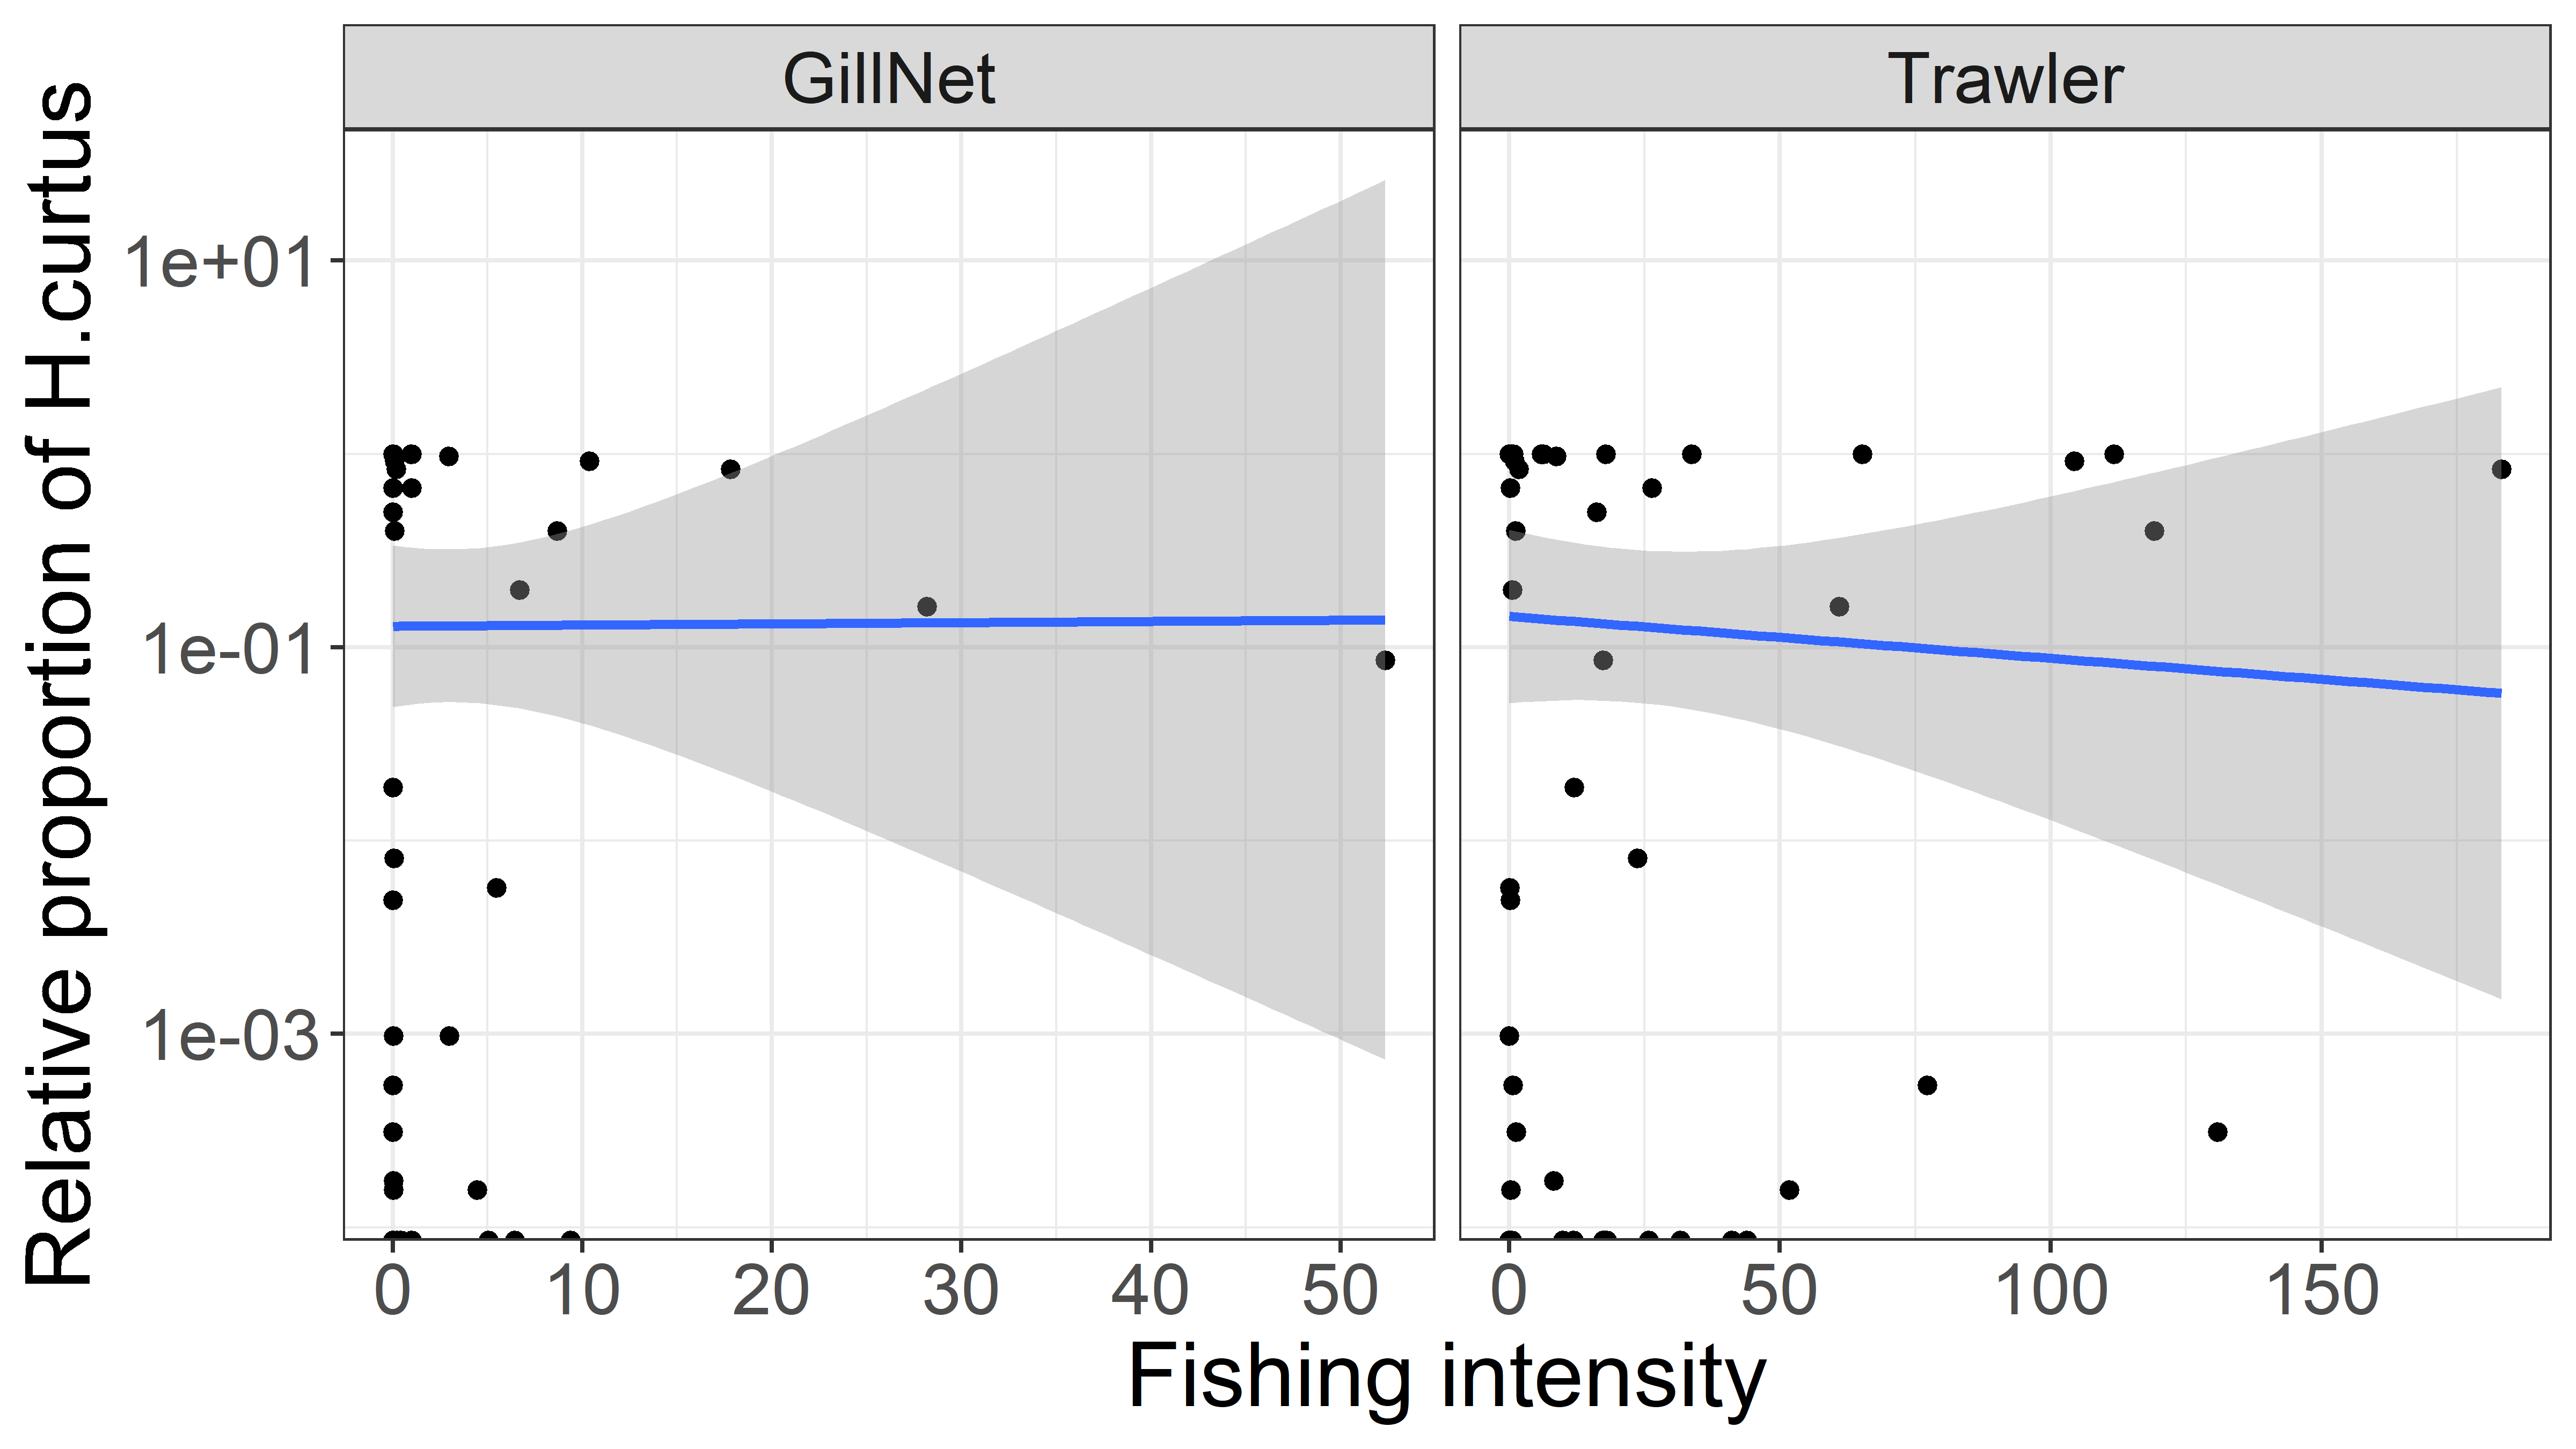 GillNet
Trawler
Relative proportion of H.curtus
1e+01
1e-01
1e-03
0 10 20 30 40 50
0 50 100 150
Fishing intensity